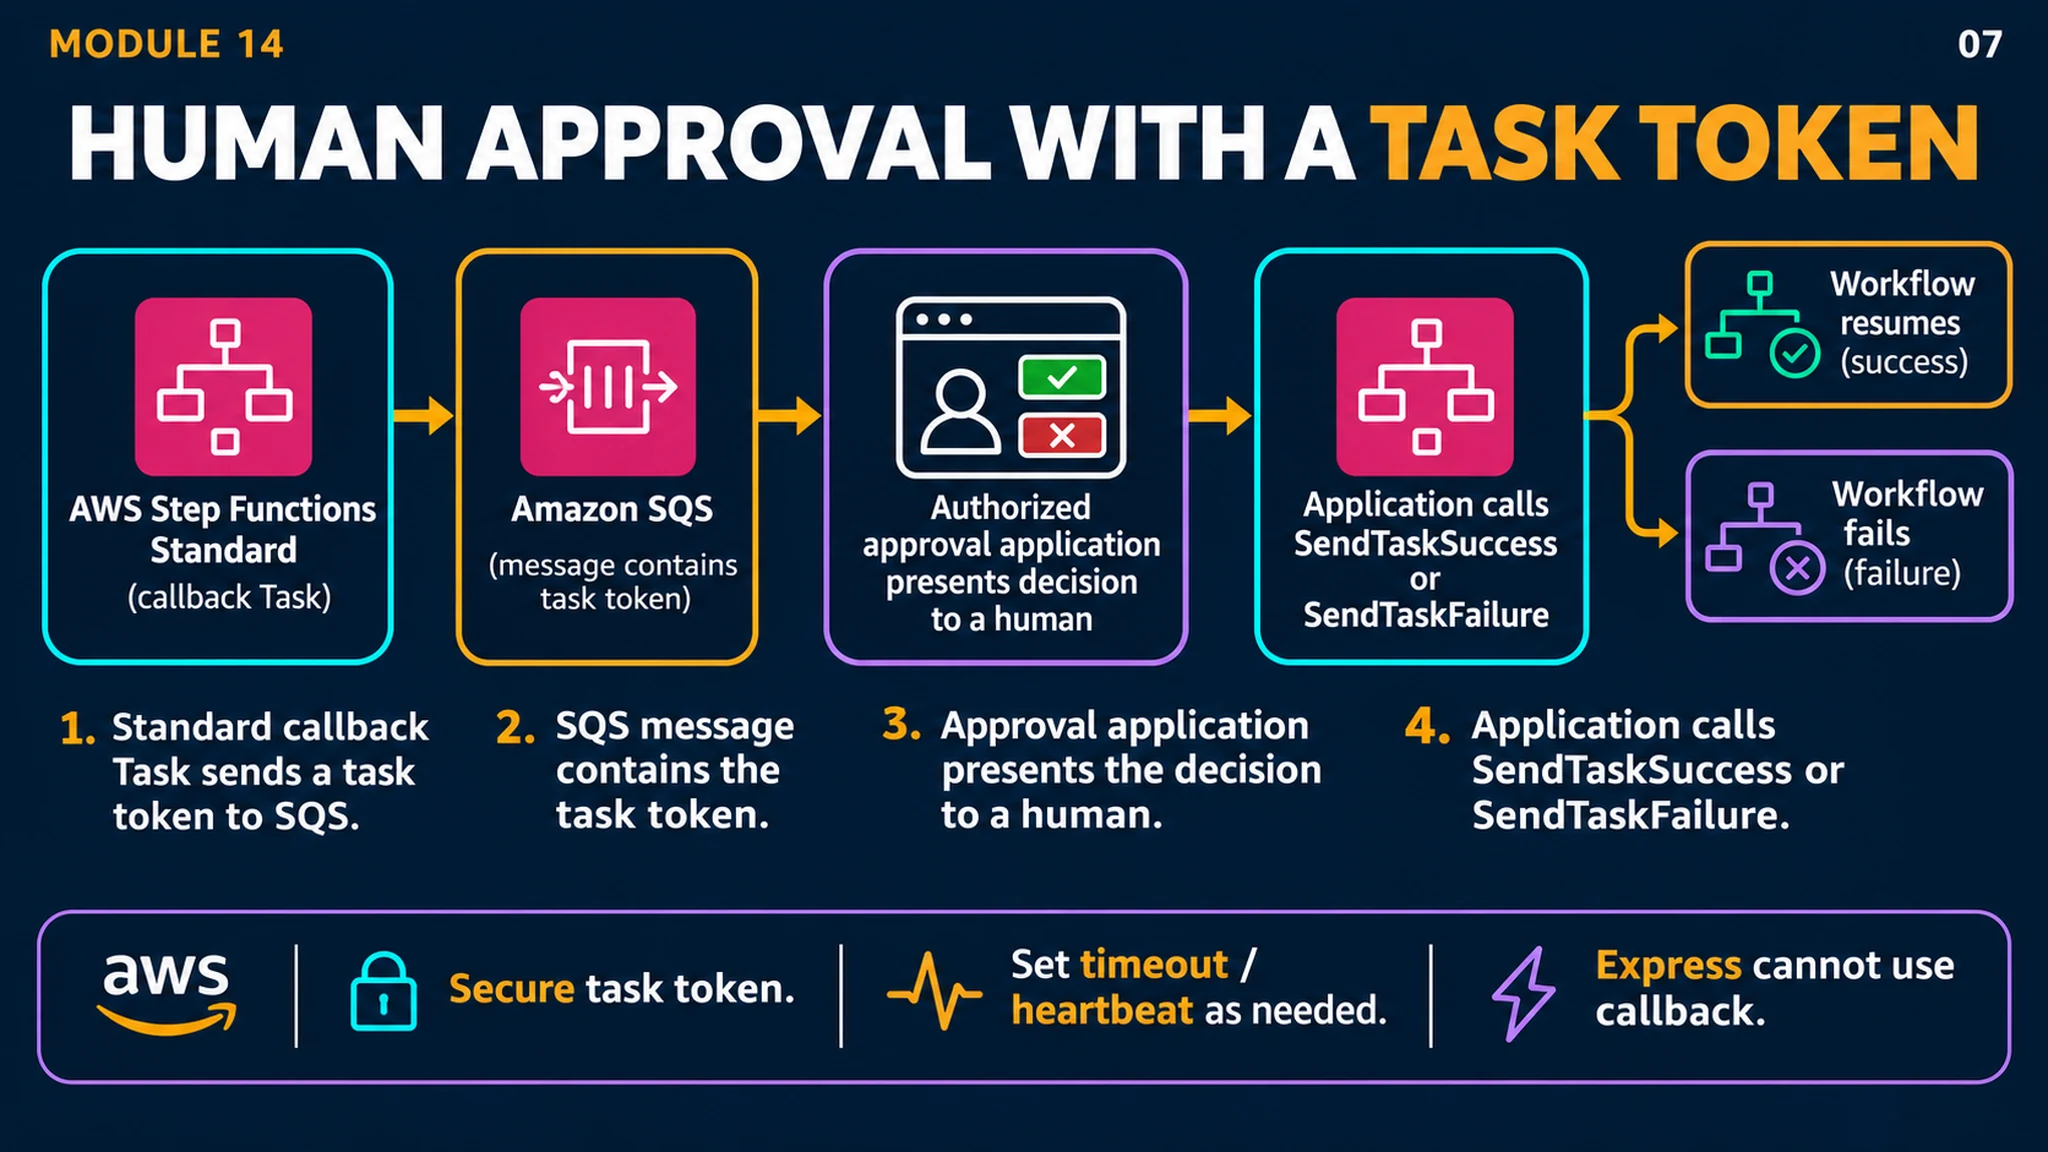 MODULE 14
07
HUMAN APPROVAL WITH A TASK TOKEN
AWS Step Functions
Standard
(callback Task)
Amazon SQS
(message contains
task token)
Authorized
approval application
presents decision
to a human
Application calls
SendTaskSuccess
or
SendTaskFailure
Workflow
resumes
(success)
Workflow
fails
(failure)
1. Standard callback
Task sends a task
token to SQS.
2. SQS message
contains the
task token.
3. Approval application
presents the decision
to a human.
4. Application calls
SendTaskSuccess or
SendTaskFailure.
aws
Secure task token.
Set timeout /
heartbeat as needed.
Express cannot use
callback.